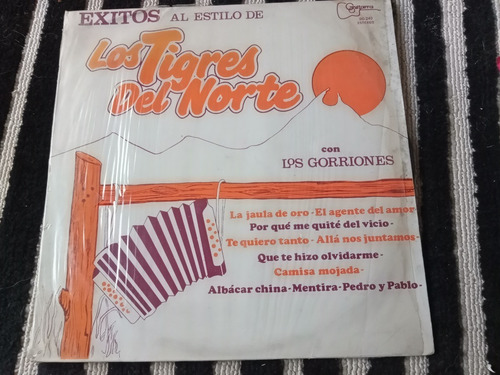 EXITOS AL ESTILO DE
Los Tigres
Del Norte
con
LOS GORRIONES
La jaula de oro - El agente del amor
Por qué me quité del vicio -
Te quiero tanto - Allá nos juntamos -
Que te hizo olvidarme -
Camisa mojada -
Albácar china - Mentira - Pedro y Pablo -